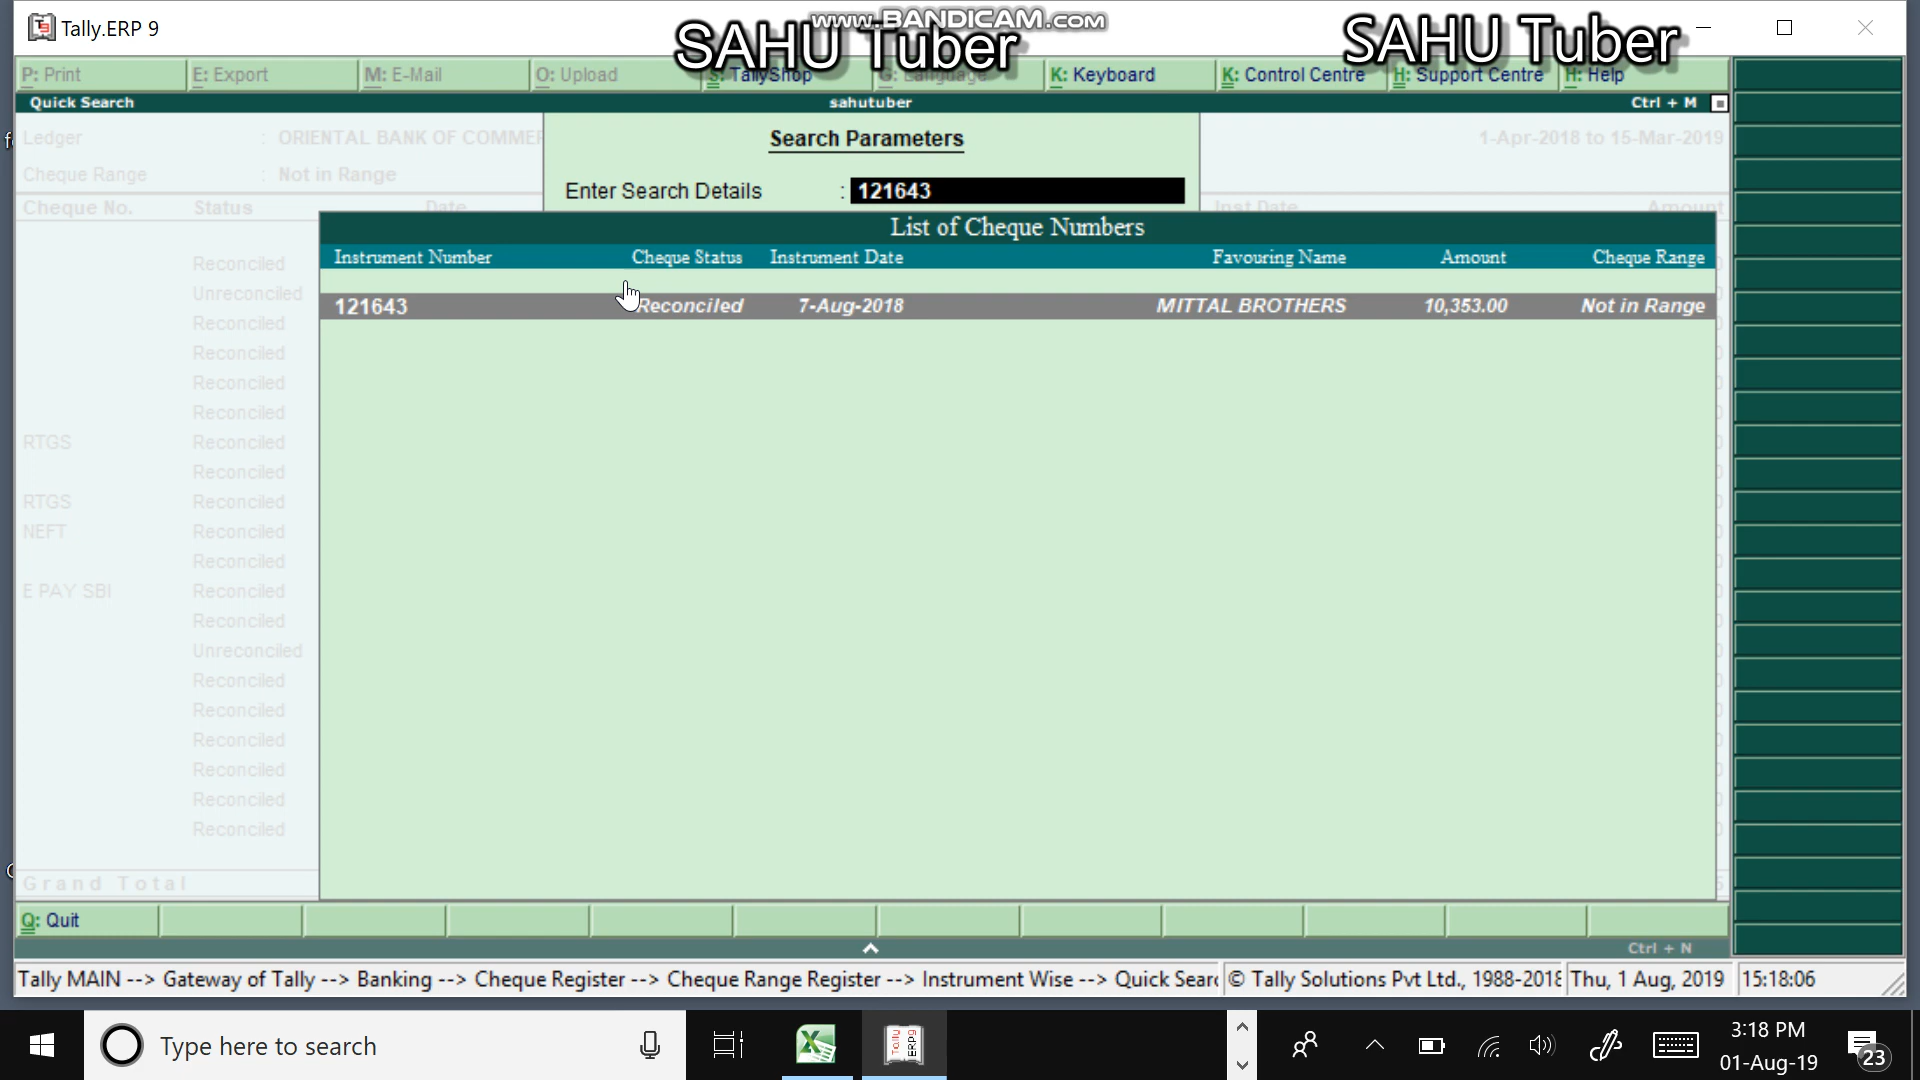 www.BANDICAM.com
SAHU Tuber
SAHU Tuber
Tally.ERP 9
P: Print E: Export M: E-Mail O: Upload S: TallyShop G: Language K: Keyboard K: Control Centre H: Support Centre H: Help
Quick Search sahutuber Ctrl + M
Ledger : ORIENTAL BANK OF COMMER Search Parameters 1-Apr-2018 to 15-Mar-2019
Cheque Range : Not in Range Enter Search Details : 121643
Cheque No. Status Date Inst Date Amount
List of Cheque Numbers
Instrument Number Cheque Status Instrument Date Favouring Name Amount Cheque Range
121643 Reconciled 7-Aug-2018 MITTAL BROTHERS 10,353.00 Not in Range
Reconciled
Unreconciled
Reconciled
Reconciled
Reconciled
Reconciled
RTGS Reconciled
Reconciled
RTGS Reconciled
NEFT Reconciled
Reconciled
E PAY SBI Reconciled
Reconciled
Unreconciled
Reconciled
Reconciled
Reconciled
Reconciled
Reconciled
Reconciled
Grand Total
Q: Quit
Ctrl + N
Tally MAIN --> Gateway of Tally --> Banking --> Cheque Register --> Cheque Range Register --> Instrument Wise --> Quick Searc © Tally Solutions Pvt Ltd., 1988-2018 Thu, 1 Aug, 2019 15:18:06
Type here to search
3:18 PM
01-Aug-19
23